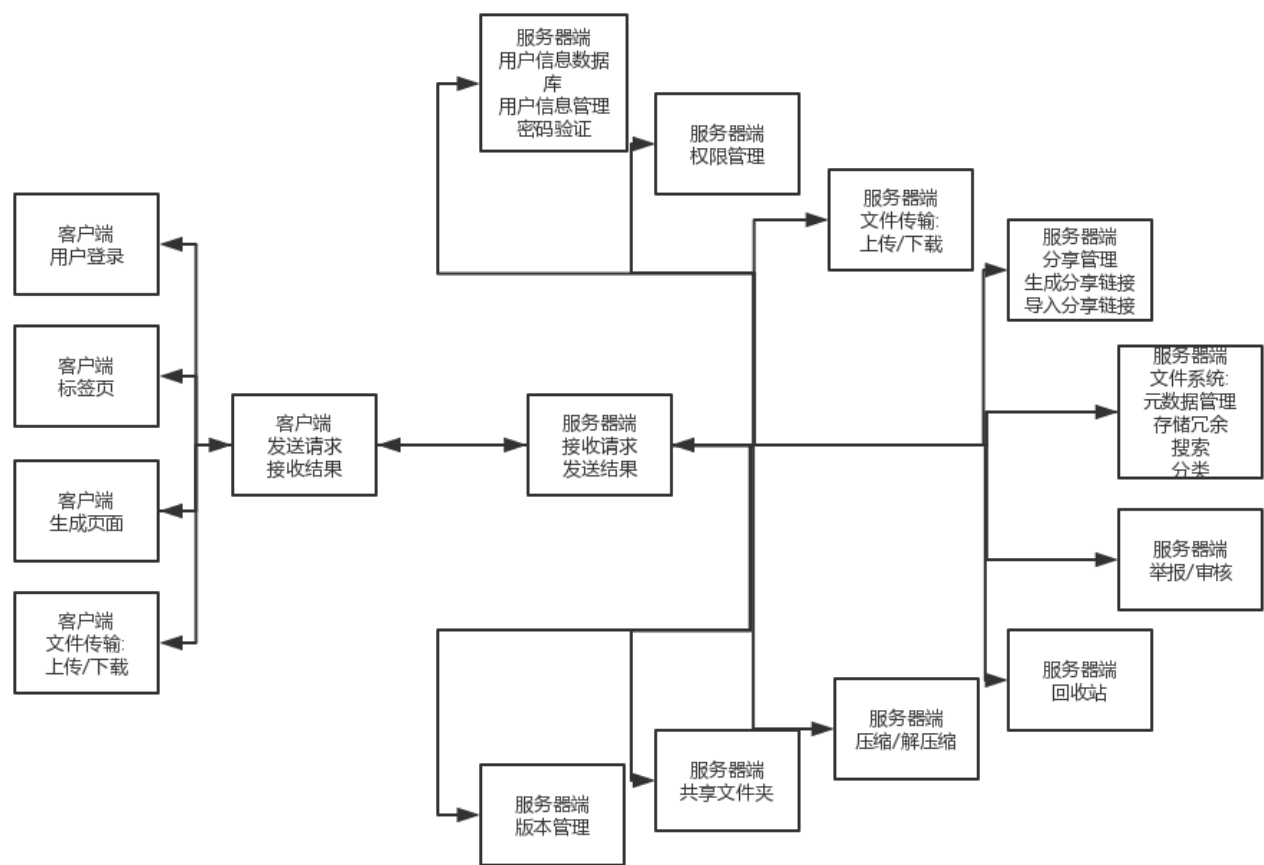 服务器端
用户信息数据
库
用户信息管理
密码验证
服务器端
权限管理
服务器端
文件传输:
上传/下载
服务器端
分享管理
生成分享链接
导入分享链接
客户端
用户登录
客户端
标签页
客户端
生成页面
客户端
文件传输:
上传/下载
客户端
发送请求
接收结果
服务器端
接收请求
发送结果
服务器端
文件系统:
元数据管理
存储冗余
搜索
分类
服务器端
举报/审核
服务器端
回收站
服务器端
压缩/解压缩
服务器端
共享文件夹
服务器端
版本管理